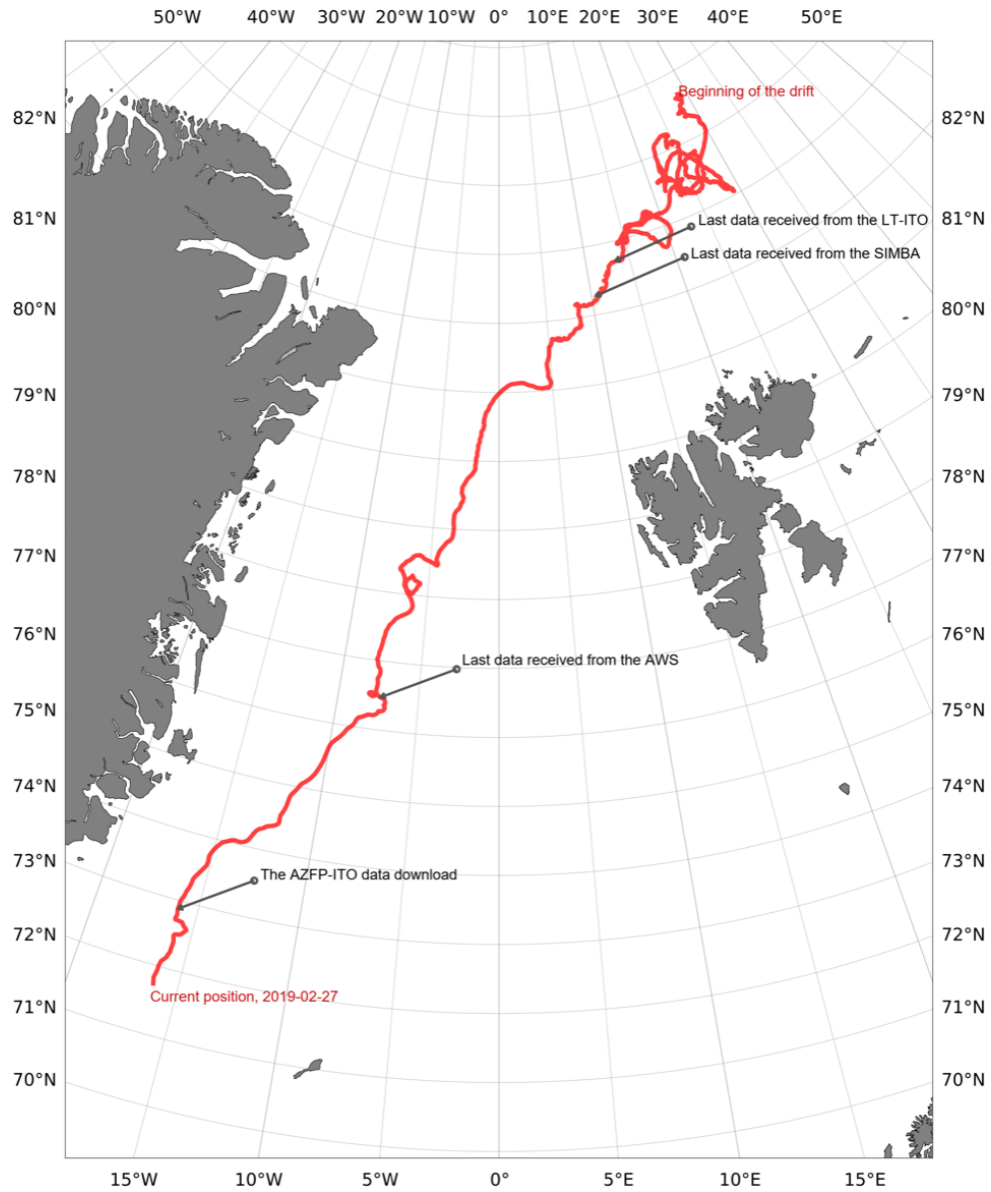 50°W 40°W 30°W 20°W 10°W 0° 10°E 20°E 30°E 40°E 50°E
Beginning of the drift
82°N 82°N
81°N 81°N
Last data received from the LT-ITO
Last data received from the SIMBA
80°N 80°N
79°N 79°N
78°N 78°N
77°N 77°N
76°N 76°N
Last data received from the AWS
75°N 75°N
74°N 74°N
73°N 73°N
The AZFP-ITO data download
72°N 72°N
Current position, 2019-02-27
71°N 71°N
70°N 70°N
15°W 10°W 5°W 0° 5°E 10°E 15°E